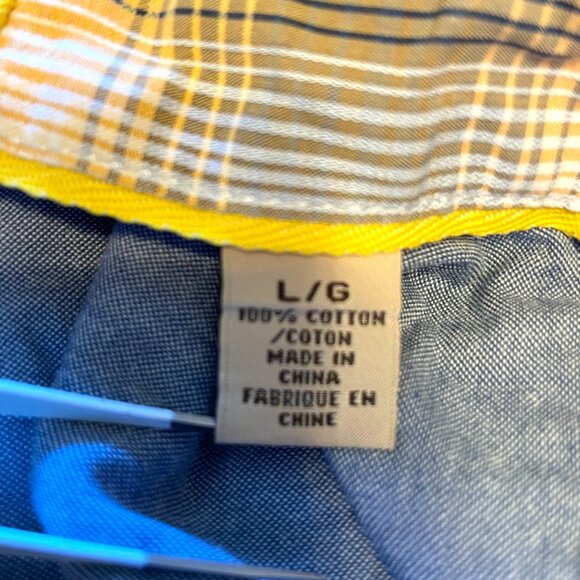 L/G
100% COTTON
/COTON
MADE IN
CHINA
FABRIQUE EN
CHINE